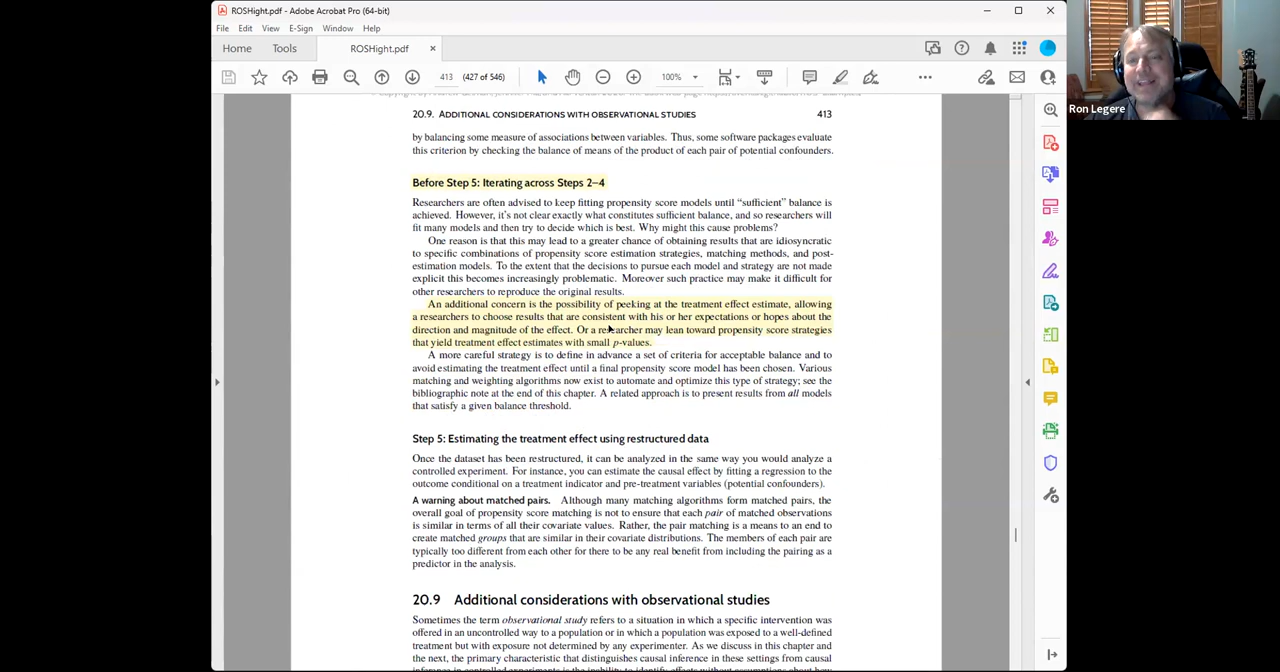 ROSHight.pdf - Adobe Acrobat Pro (64-bit)
File Edit View E-Sign Window Help
Home Tools ROSHight.pdf
413 (427 of 546) 100%
Ron Legere
20.9. ADDITIONAL CONSIDERATIONS WITH OBSERVATIONAL STUDIES 413
by balancing some measure of associations between variables. Thus, some software packages evaluate
this criterion by checking the balance of means of the product of each pair of potential confounders.
Before Step 5: Iterating across Steps 2–4
Researchers are often advised to keep fitting propensity score models until “sufficient” balance is
achieved. However, it's not clear exactly what constitutes sufficient balance, and so researchers will
fit many models and then try to decide which is best. Why might this cause problems?
One reason is that this may lead to a greater chance of obtaining results that are idiosyncratic
to specific combinations of propensity score estimation strategies, matching methods, and post-
estimation models. To the extent that the decisions to pursue each model and strategy are not made
explicit this becomes increasingly problematic. Moreover such practice may make it difficult for
other researchers to reproduce the original results.
An additional concern is the possibility of peeking at the treatment effect estimate, allowing
a researchers to choose results that are consistent with his or her expectations or hopes about the
direction and magnitude of the effect. Or a researcher may lean toward propensity score strategies
that yield treatment effect estimates with small p-values.
A more careful strategy is to define in advance a set of criteria for acceptable balance and to
avoid estimating the treatment effect until a final propensity score model has been chosen. Various
matching and weighting algorithms now exist to automate and optimize this type of strategy; see the
bibliographic note at the end of this chapter. A related approach is to present results from all models
that satisfy a given balance threshold.
Step 5: Estimating the treatment effect using restructured data
Once the dataset has been restructured, it can be analyzed in the same way you would analyze a
controlled experiment. For instance, you can estimate the causal effect by fitting a regression to the
outcome conditional on a treatment indicator and pre-treatment variables (potential confounders).
A warning about matched pairs. Although many matching algorithms form matched pairs, the
overall goal of propensity score matching is not to ensure that each pair of matched observations
is similar in terms of all their covariate values. Rather, the pair matching is a means to an end to
create matched groups that are similar in their covariate distributions. The members of each pair are
typically too different from each other for there to be any real benefit from including the pairing as a
predictor in the analysis.
20.9 Additional considerations with observational studies
Sometimes the term observational study refers to a situation in which a specific intervention was
offered in an uncontrolled way to a population or in which a population was exposed to a well-defined
treatment but with exposure not determined by any experimenter. As we discuss in this chapter and
the next, the primary characteristic that distinguishes causal inference in these settings from causal